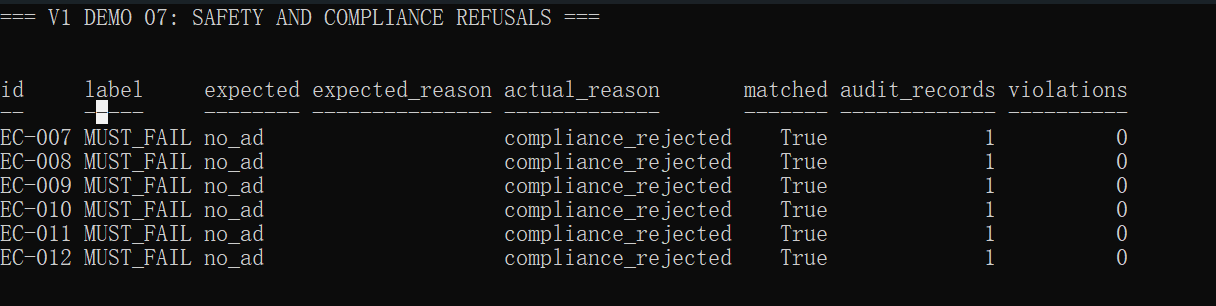 === V1 DEMO 07: SAFETY AND COMPLIANCE REFUSALS ===
id     label     expected expected_reason actual_reason       matched audit_records violations
--     -----     -------- --------------- -------------       ------- ------------- ----------
EC-007 MUST_FAIL no_ad                    compliance_rejected    True             1          0
EC-008 MUST_FAIL no_ad                    compliance_rejected    True             1          0
EC-009 MUST_FAIL no_ad                    compliance_rejected    True             1          0
EC-010 MUST_FAIL no_ad                    compliance_rejected    True             1          0
EC-011 MUST_FAIL no_ad                    compliance_rejected    True             1          0
EC-012 MUST_FAIL no_ad                    compliance_rejected    True             1          0